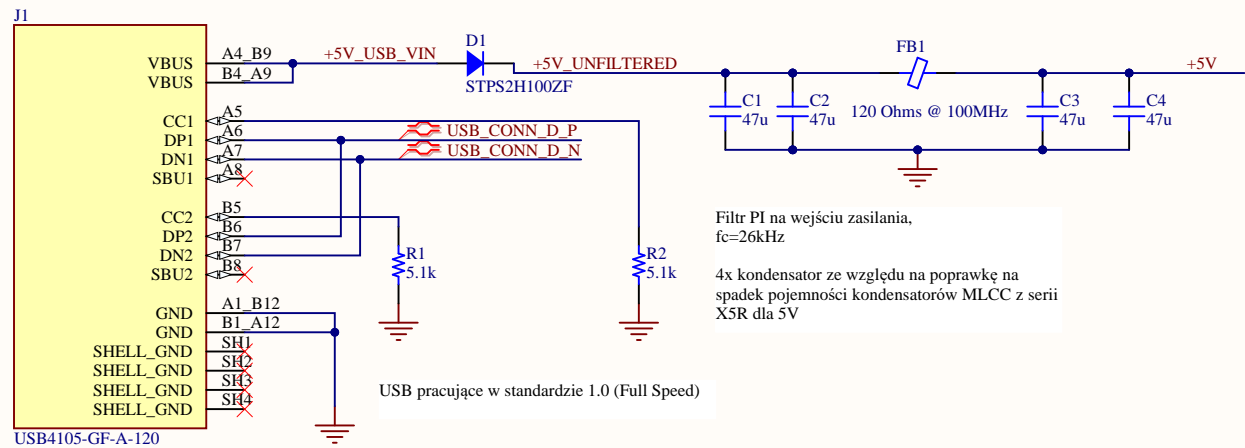 J1
VBUS A4_B9
VBUS B4_A9
CC1 A5
DP1 A6
DN1 A7
SBU1 A8
CC2 B5
DP2 B6
DN2 B7
SBU2 B8
GND A1_B12
GND B1_A12
SHELL_GND SH1
SHELL_GND SH2
SHELL_GND SH3
SHELL_GND SH4
USB4105-GF-A-120
+5V_USB_VIN
D1
STPS2H100ZF
+5V_UNFILTERED
USB_CONN_D_P
USB_CONN_D_N
R1
5.1k
R2
5.1k
C1
47u
C2
47u
FB1
120 Ohms @ 100MHz
C3
47u
C4
47u
+5V
Filtr PI na wejściu zasilania,
fc=26kHz
4x kondensator ze względu na poprawkę na
spadek pojemności kondensatorów MLCC z serii
X5R dla 5V
USB pracujące w standardzie 1.0 (Full Speed)